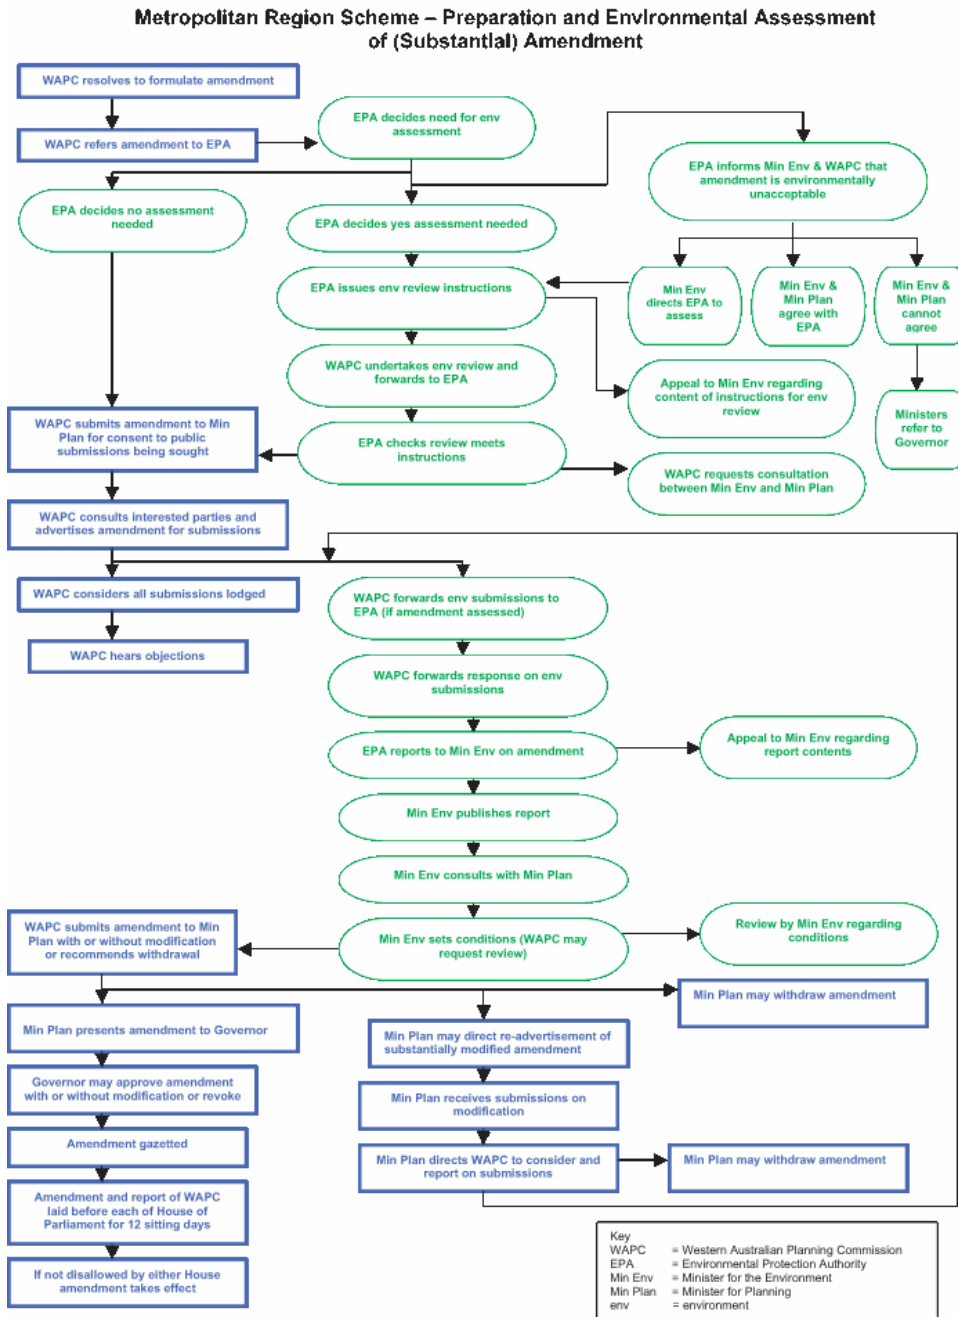 Metropolitan Region Scheme – Preparation and Environmental Assessment
of (Substantial) Amendment
WAPC resolves to formulate amendment
WAPC refers amendment to EPA
EPA decides need for env
assessment
EPA informs Min Env & WAPC that
amendment is environmentally
unacceptable
EPA decides no assessment
needed
EPA decides yes assessment needed
EPA issues env review instructions
Min Env
directs EPA to
assess
Min Env &
Min Plan
agree with
EPA
Min Env &
Min Plan
cannot
agree
WAPC undertakes env review and
forwards to EPA
Appeal to Min Env regarding
content of instructions for env
review
Ministers
refer to
Governor
WAPC submits amendment to Min
Plan for consent to public
submissions being sought
EPA checks review meets
instructions
WAPC requests consultation
between Min Env and Min Plan
WAPC consults interested parties and
advertises amendment for submissions
WAPC considers all submissions lodged
WAPC forwards env submissions to
EPA (if amendment assessed)
WAPC hears objections
WAPC forwards response on env
submissions
EPA reports to Min Env on amendment
Appeal to Min Env regarding
report contents
Min Env publishes report
Min Env consults with Min Plan
WAPC submits amendment to Min
Plan with or without modification
or recommends withdrawal
Min Env sets conditions (WAPC may
request review)
Review by Min Env regarding
conditions
Min Plan may withdraw amendment
Min Plan presents amendment to Governor
Min Plan may direct re-advertisement of
substantially modified amendment
Governor may approve amendment
with or without modification or revoke
Min Plan receives submissions on
modification
Amendment gazetted
Min Plan directs WAPC to consider and
report on submissions
Min Plan may withdraw amendment
Amendment and report of WAPC
laid before each of House of
Parliament for 12 sitting days
If not disallowed by either House
amendment takes effect
Key
WAPC = Western Australian Planning Commission
EPA = Environmental Protection Authority
Min Env = Minister for the Environment
Min Plan = Minister for Planning
env = environment